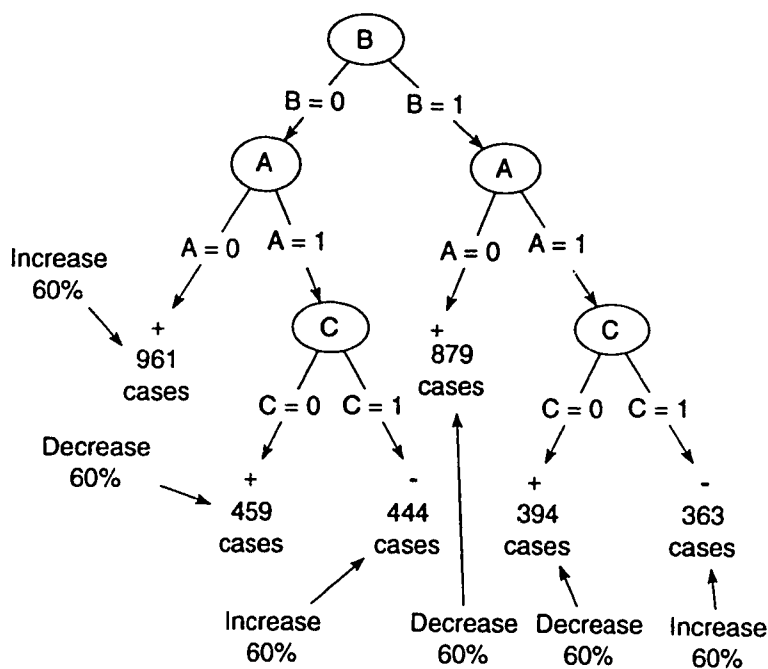 B
B = 0
B = 1
A
A
A = 0
A = 1
A = 0
A = 1
Increase
60%
+
961
cases
C
+
879
cases
C
C = 0
C = 1
C = 0
C = 1
Decrease
60%
+
459
cases
-
444
cases
+
394
cases
-
363
cases
Increase
60%
Decrease
60%
Decrease
60%
Increase
60%